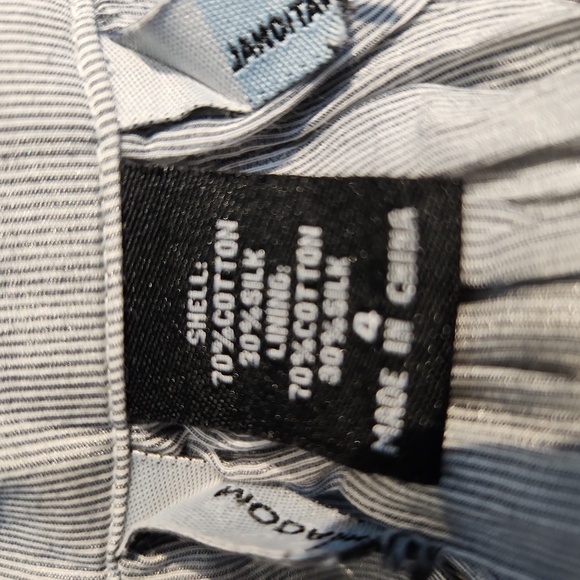 SHELL:
70%COTTON
30%SILK
LINING:
70%COTTON
30%SILK
4
MADE IN CHINA